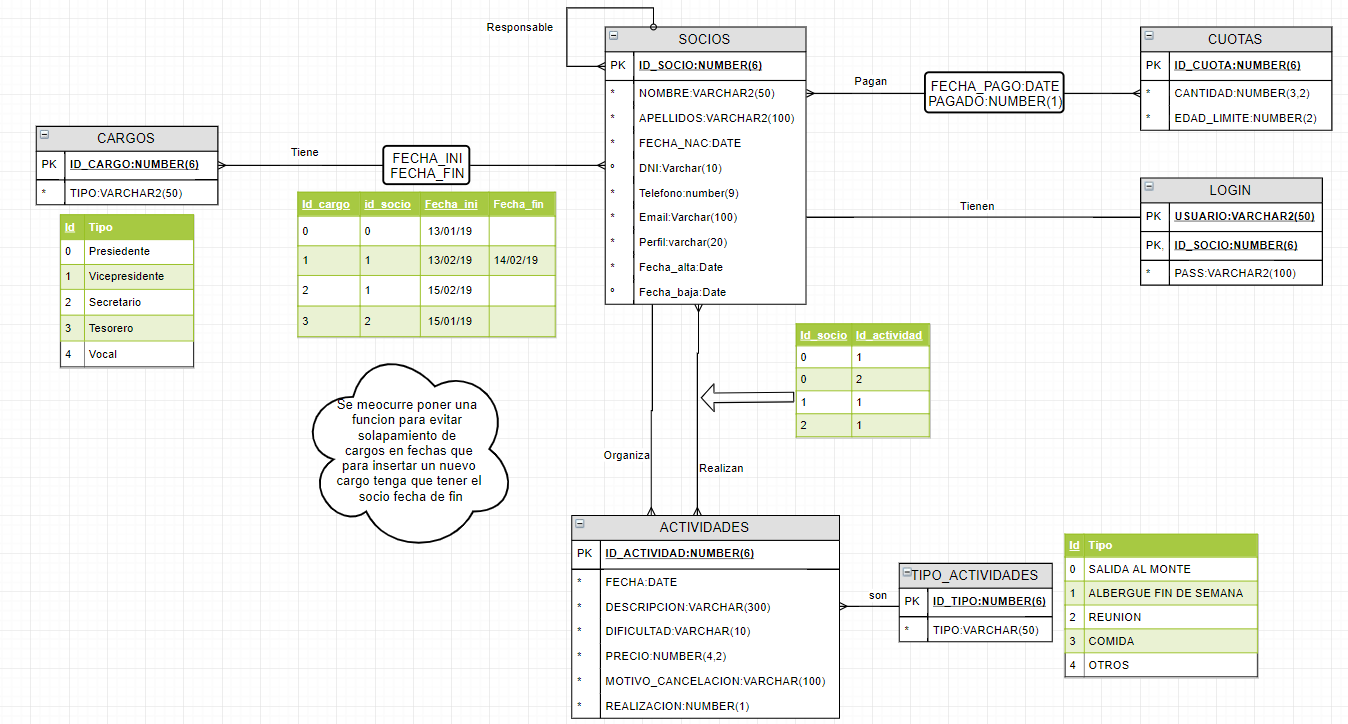 Responsable
SOCIOS
PK ID_SOCIO:NUMBER(6)
* NOMBRE:VARCHAR2(50)
* APELLIDOS:VARCHAR2(100)
* FECHA_NAC:DATE
º DNI:Varchar(10)
* Telefono:number(9)
* Email:Varchar(100)
* Perfil:varchar(20)
* Fecha_alta:Date
º Fecha_baja:Date
Pagan
FECHA_PAGO:DATE
PAGADO:NUMBER(1)
CUOTAS
PK ID_CUOTA:NUMBER(6)
* CANTIDAD:NUMBER(3,2)
* EDAD_LIMITE:NUMBER(2)
CARGOS
PK ID_CARGO:NUMBER(6)
* TIPO:VARCHAR2(50)
Tiene
FECHA_INI
FECHA_FIN
Tienen
LOGIN
PK USUARIO:VARCHAR2(50)
PK, ID_SOCIO:NUMBER(6)
* PASS:VARCHAR2(100)
Id Tipo
0 Presiedente
1 Vicepresidente
2 Secretario
3 Tesorero
4 Vocal
Id_cargo id_socio Fecha_ini Fecha_fin
0 0 13/01/19
1 1 13/02/19 14/02/19
2 1 15/02/19
3 2 15/01/19
Id_socio Id_actividad
0 1
0 2
1 1
2 1
Se meocurre poner una
funcion para evitar
solapamiento de
cargos en fechas que
para insertar un nuevo
cargo tenga que tener el
socio fecha de fin
Organiza
Realizan
ACTIVIDADES
PK ID_ACTIVIDAD:NUMBER(6)
* FECHA:DATE
* DESCRIPCION:VARCHAR(300)
* DIFICULTAD:VARCHAR(10)
* PRECIO:NUMBER(4,2)
* MOTIVO_CANCELACION:VARCHAR(100)
* REALIZACION:NUMBER(1)
son
TIPO_ACTIVIDADES
PK ID_TIPO:NUMBER(6)
* TIPO:VARCHAR(50)
Id Tipo
0 SALIDA AL MONTE
1 ALBERGUE FIN DE SEMANA
2 REUNION
3 COMIDA
4 OTROS